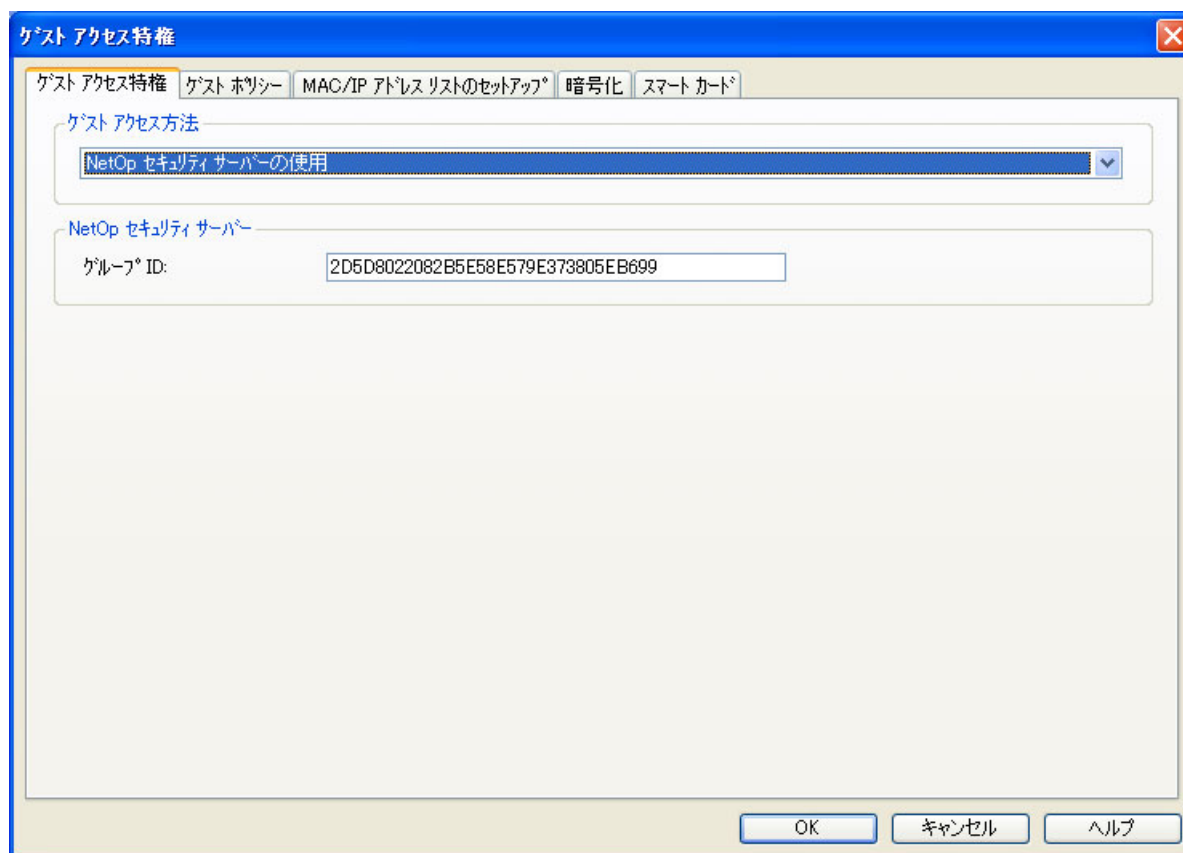 ゲスト アクセス特権
ゲスト アクセス特権 ゲスト ポリシー MAC/IP アドレス リストのセットアップ 暗号化 スマート カード
ゲスト アクセス方法
NetOp セキュリティ サーバーの使用
NetOp セキュリティ サーバー
グループ ID: 2D5D8022082B5E58E579E373805EB699
OK キャンセル ヘルプ